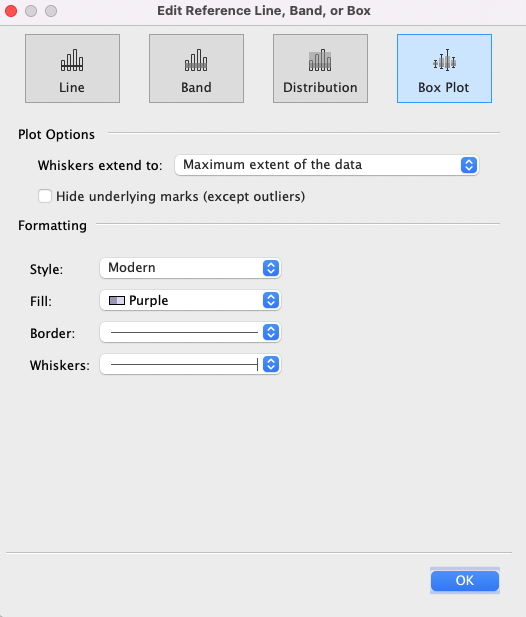 Edit Reference Line, Band, or Box
Line Band Distribution Box Plot
Plot Options
Whiskers extend to: Maximum extent of the data
Hide underlying marks (except outliers)
Formatting
Style: Modern
Fill: Purple
Border:
Whiskers:
OK